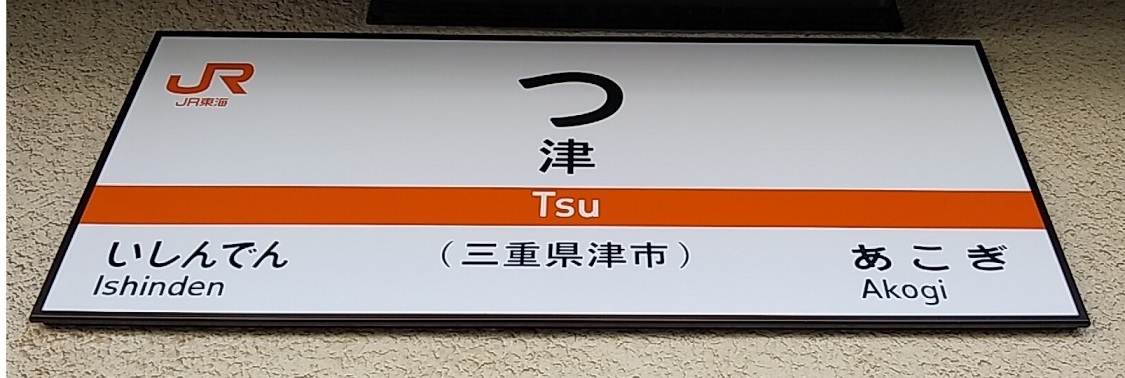 JR
JR東海
つ
津
Tsu
いしんでん
（三重県津市）
あこぎ
Ishinden
Akogi